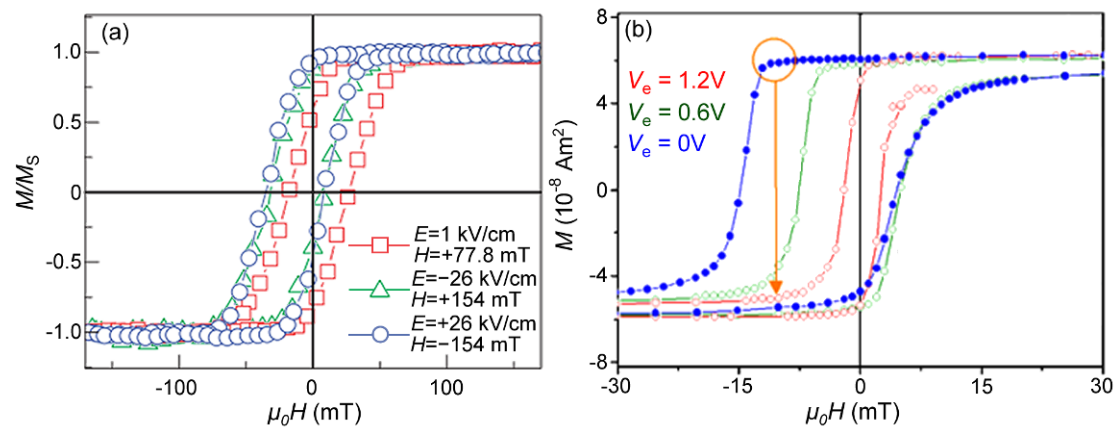 (a)
1.0
0.5
0
-0.5
-1.0
M/M_S
E=1 kV/cm
H=+77.8 mT
E=−26 kV/cm
H=+154 mT
E=+26 kV/cm
H=−154 mT
-100
0
100
μ₀H (mT)
(b)
8
4
0
-4
-8
M (10⁻⁸ Am²)
Vₑ = 1.2V
Vₑ = 0.6V
Vₑ = 0V
-30
-15
0
15
30
μ₀H (mT)